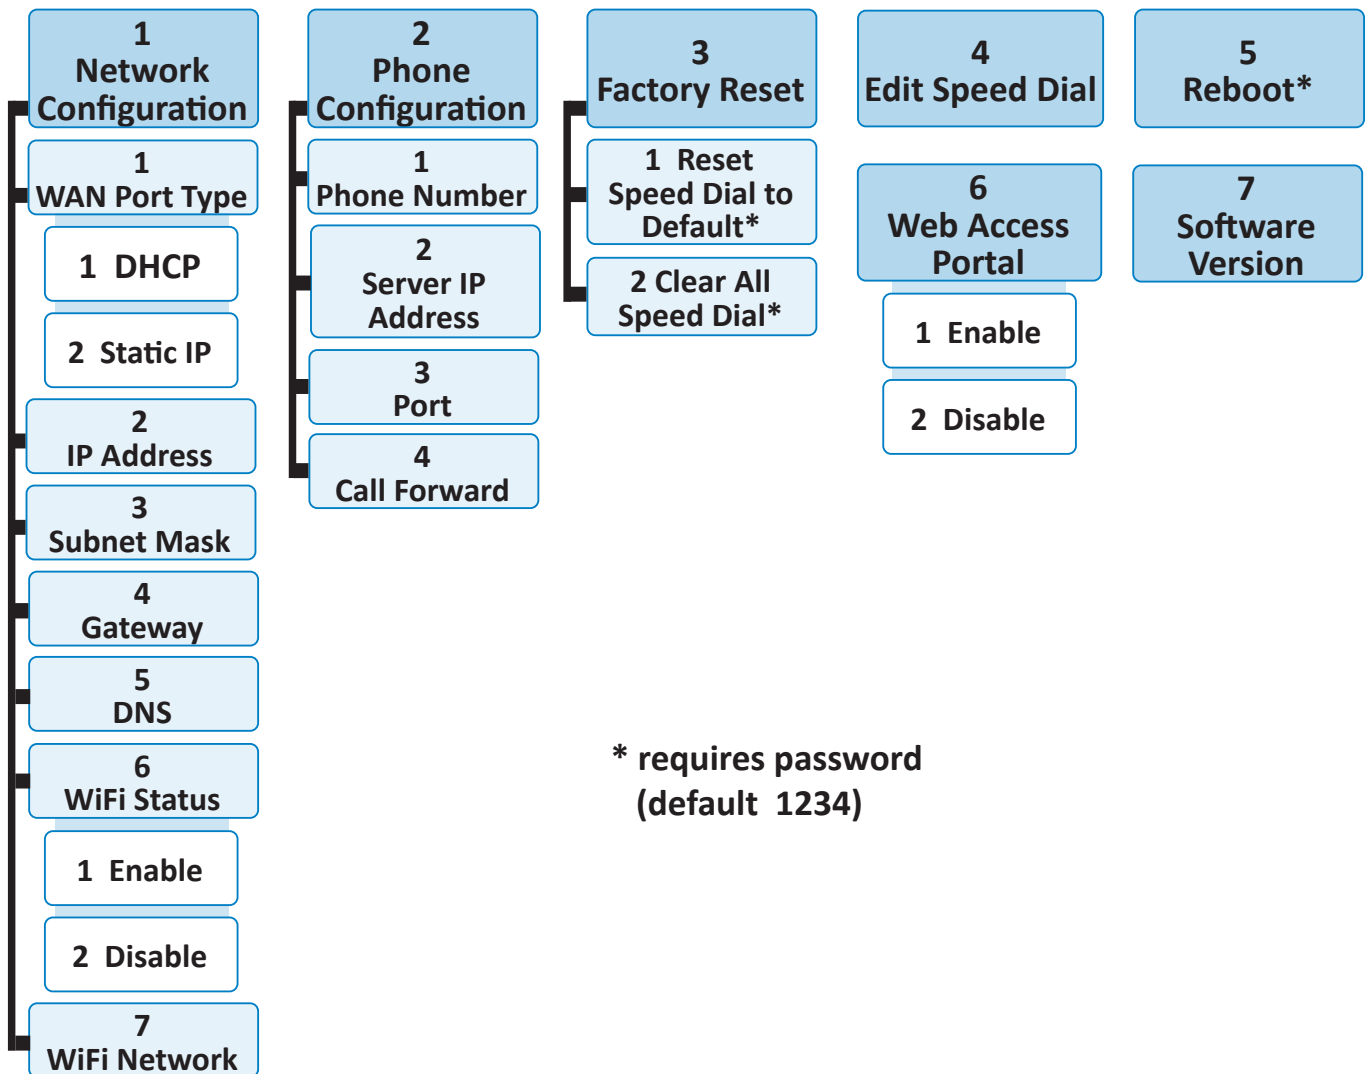 1
Network
Configuration
1
WAN Port Type
1 DHCP
2 Static IP
2
IP Address
3
Subnet Mask
4
Gateway
5
DNS
6
WiFi Status
1 Enable
2 Disable
7
WiFi Network
2
Phone
Configuration
1
Phone Number
2
Server IP
Address
3
Port
4
Call Forward
3
Factory Reset
1 Reset
Speed Dial to
Default*
2 Clear All
Speed Dial*
4
Edit Speed Dial
5
Reboot*
6
Web Access
Portal
1 Enable
2 Disable
7
Software
Version
* requires password
(default 1234)